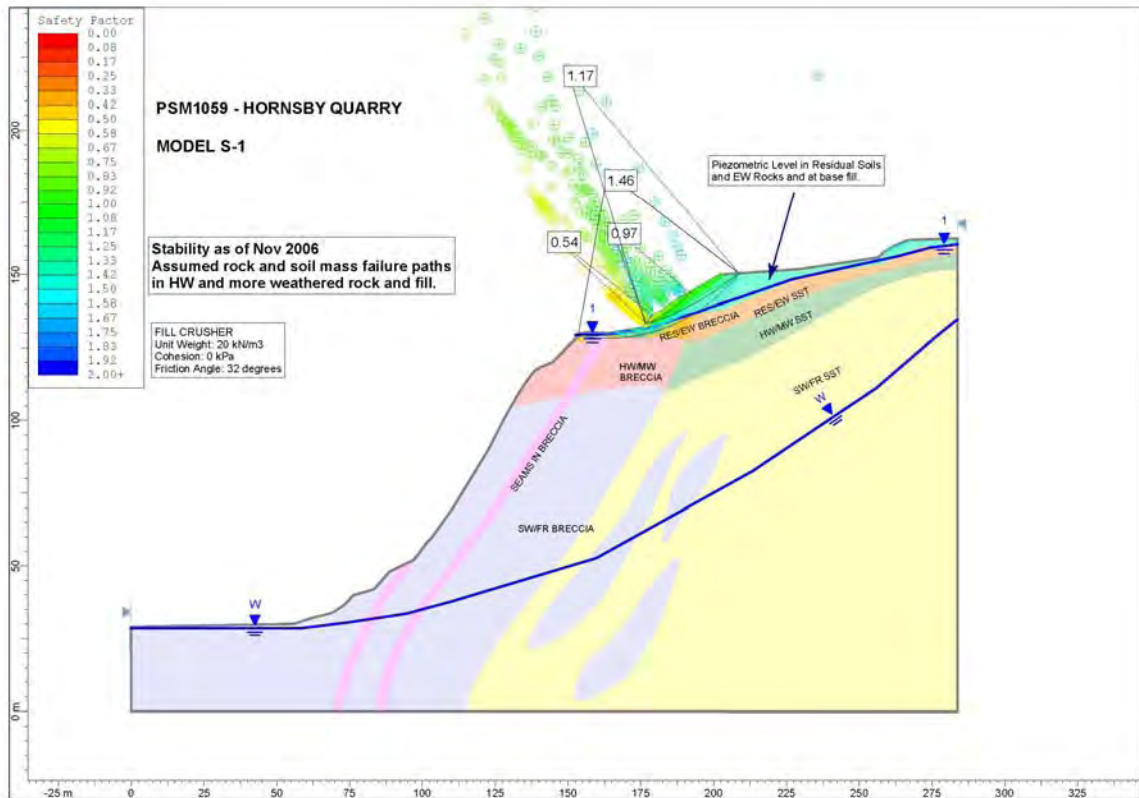 Safety Factor
0.00
0.08
0.17
0.25
0.33
0.42
0.50
0.58
0.67
0.75
0.83
0.92
1.00
1.08
1.17
1.25
1.33
1.42
1.50
1.58
1.67
1.75
1.83
1.92
2.00+
PSM1059 - HORNSBY QUARRY
MODEL S-1
Stability as of Nov 2006
Assumed rock and soil mass failure paths
in HW and more weathered rock and fill.
FILL CRUSHER
Unit Weight: 20 kN/m3
Cohesion: 0 kPa
Friction Angle: 32 degrees
1.17
1.46
0.97
0.54
Piezometric Level in Residual Soils
and EW Rocks and at base fill.
1
1
RES/EW BRECCIA
RES/EW SST
HW/MW SST
HW/MW
BRECCIA
SW/FR SST
W
SEAMS IN BRECCIA
SW/FR BRECCIA
W
200
150
100
50
0 m
-25 m
0
25
50
75
100
125
150
175
200
225
250
275
300
325